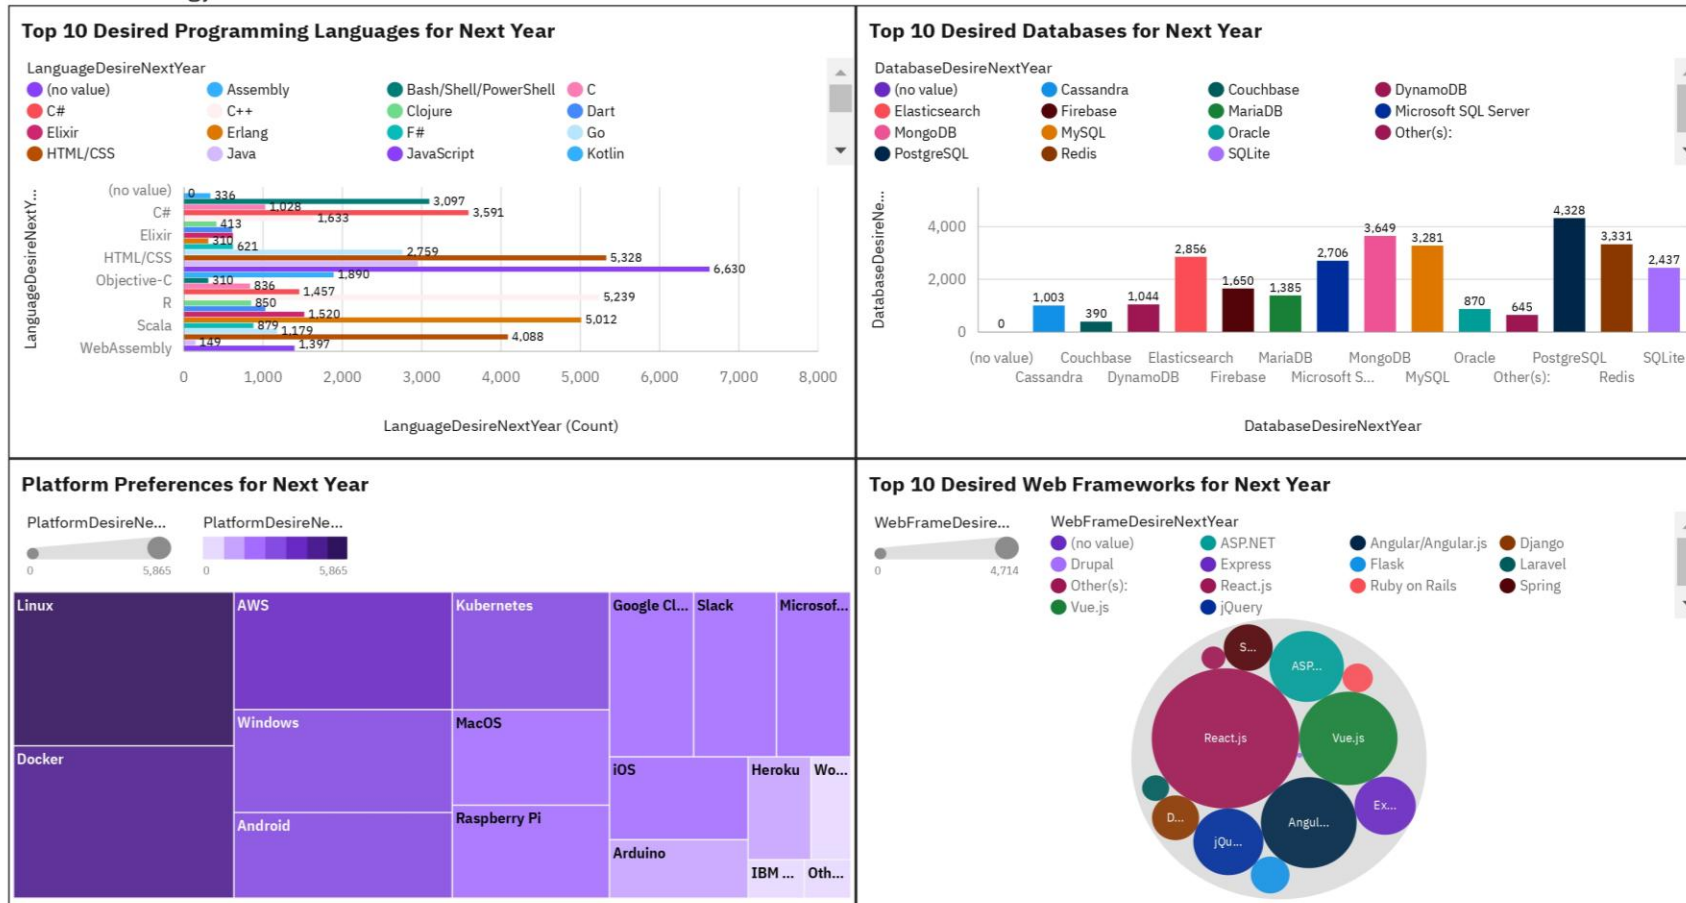 Top 10 Desired Programming Languages for Next Year
LanguageDesireNextYear
(no value) Assembly Bash/Shell/PowerShell C
C# C++ Clojure Dart
Elixir Erlang F# Go
HTML/CSS Java JavaScript Kotlin
LanguageDesireNextY...
(no value)
C#
Elixir
HTML/CSS
Objective-C
R
Scala
WebAssembly
0
336
3,097
1,028
3,591
1,633
413
310
621
2,759
5,328
6,630
1,890
310
836
1,457
5,239
850
1,520
5,012
879
1,179
4,088
149
1,397
0 1,000 2,000 3,000 4,000 5,000 6,000 7,000 8,000
LanguageDesireNextYear (Count)
Top 10 Desired Databases for Next Year
DatabaseDesireNextYear
(no value) Cassandra Couchbase DynamoDB
Elasticsearch Firebase MariaDB Microsoft SQL Server
MongoDB MySQL Oracle Other(s):
PostgreSQL Redis SQLite
DatabaseDesireNe...
4,000
2,000
0
0 1,003 390 1,044 2,856 1,650 1,385 2,706 3,649 3,281 870 645 4,328 3,331 2,437
(no value) Couchbase Elasticsearch MariaDB MongoDB Oracle PostgreSQL SQLite
Cassandra DynamoDB Firebase Microsoft S... MySQL Other(s): Redis
DatabaseDesireNextYear
Platform Preferences for Next Year
PlatformDesireNe... PlatformDesireNe...
0 5,865 0 5,865
Linux
Docker
AWS
Windows
Android
Kubernetes
MacOS
Raspberry Pi
Google Cl... Slack Microsof...
iOS
Heroku Wo...
Arduino
IBM ... Oth...
Top 10 Desired Web Frameworks for Next Year
WebFrameDesire... WebFrameDesireNextYear
0 4,714
(no value) ASP.NET Angular/Angular.js Django
Drupal Express Flask Laravel
Other(s): React.js Ruby on Rails Spring
Vue.js jQuery
S...
ASP...
React.js
Vue.js
Ex...
D...
Angul...
jQu...